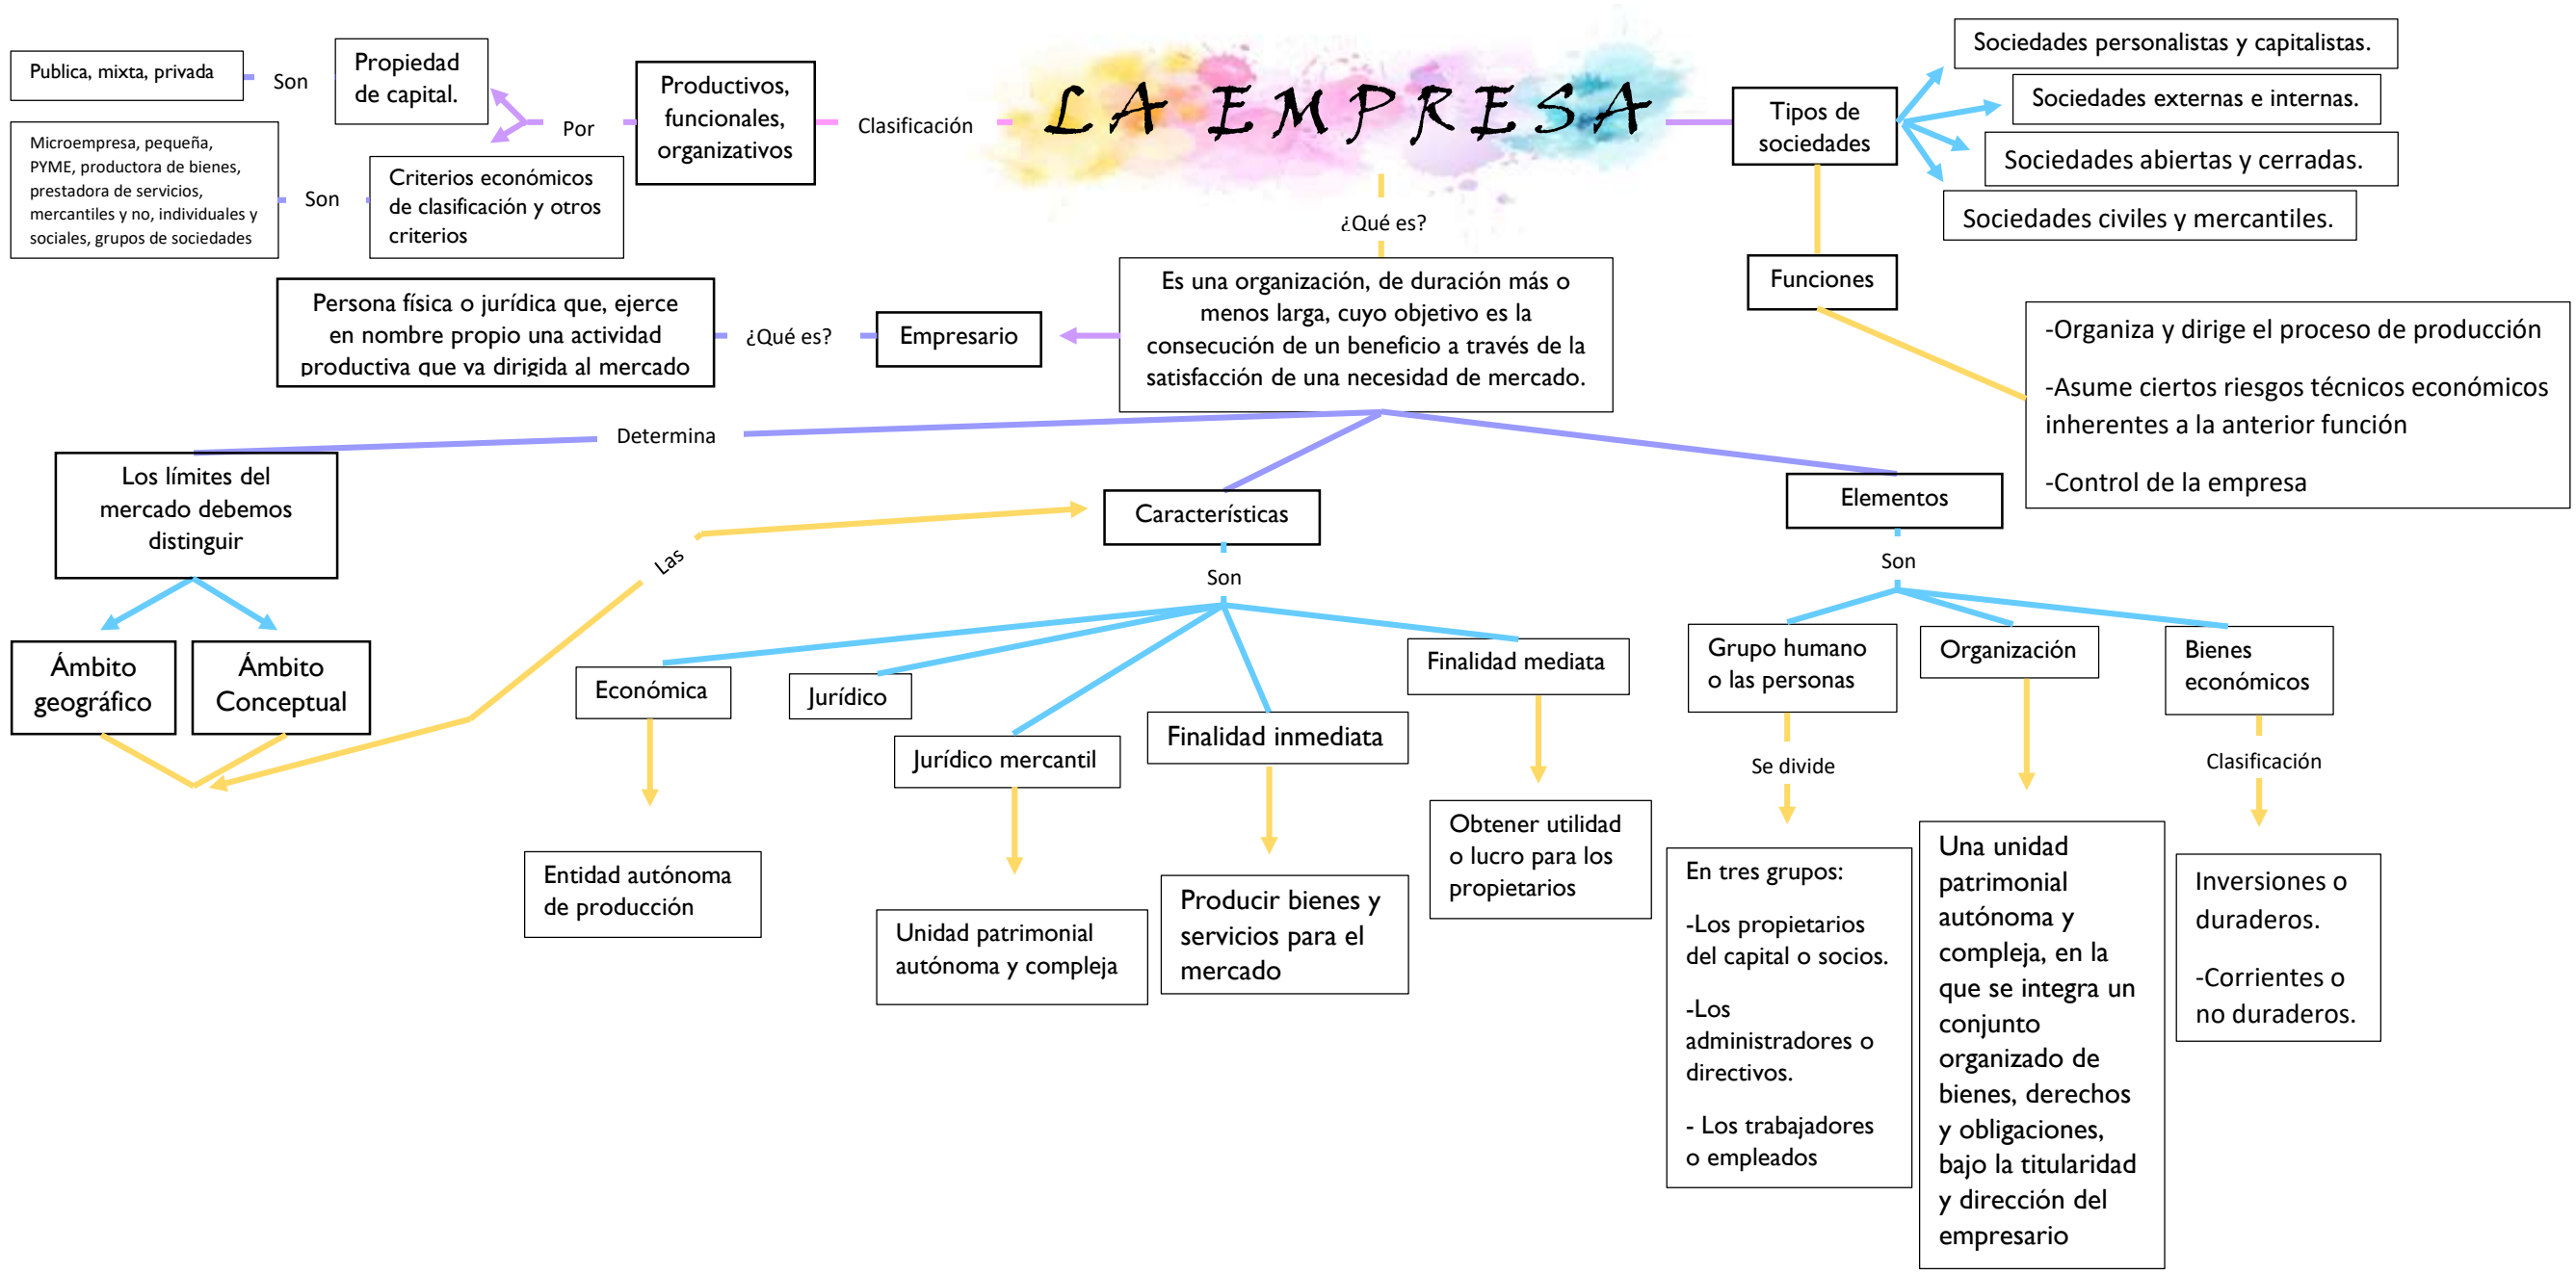 LA EMPRESA
Clasificación
Productivos,
funcionales,
organizativos
Por
Propiedad
de capital.
Son
Publica, mixta, privada
Criterios económicos
de clasificación y otros
criterios
Son
Microempresa, pequeña,
PYME, productora de bienes,
prestadora de servicios,
mercantiles y no, individuales y
sociales, grupos de sociedades
Tipos de
sociedades
Sociedades personalistas y capitalistas.
Sociedades externas e internas.
Sociedades abiertas y cerradas.
Sociedades civiles y mercantiles.
Funciones
-Organiza y dirige el proceso de producción
-Asume ciertos riesgos técnicos económicos
inherentes a la anterior función
-Control de la empresa
¿Qué es?
Es una organización, de duración más o
menos larga, cuyo objetivo es la
consecución de un beneficio a través de la
satisfacción de una necesidad de mercado.
Empresario
¿Qué es?
Persona física o jurídica que, ejerce
en nombre propio una actividad
productiva que va dirigida al mercado
Determina
Los límites del
mercado debemos
distinguir
Ámbito
geográfico
Ámbito
Conceptual
Las
Características
Son
Económica
Entidad autónoma
de producción
Jurídico
Jurídico mercantil
Unidad patrimonial
autónoma y compleja
Finalidad inmediata
Producir bienes y
servicios para el
mercado
Finalidad mediata
Obtener utilidad
o lucro para los
propietarios
Elementos
Son
Grupo humano
o las personas
Se divide
En tres grupos:
-Los propietarios
del capital o socios.
-Los
administradores o
directivos.
- Los trabajadores
o empleados
Organización
Una unidad
patrimonial
autónoma y
compleja, en la
que se integra un
conjunto
organizado de
bienes, derechos
y obligaciones,
bajo la titularidad
y dirección del
empresario
Bienes
económicos
Clasificación
Inversiones o
duraderos.
-Corrientes o
no duraderos.